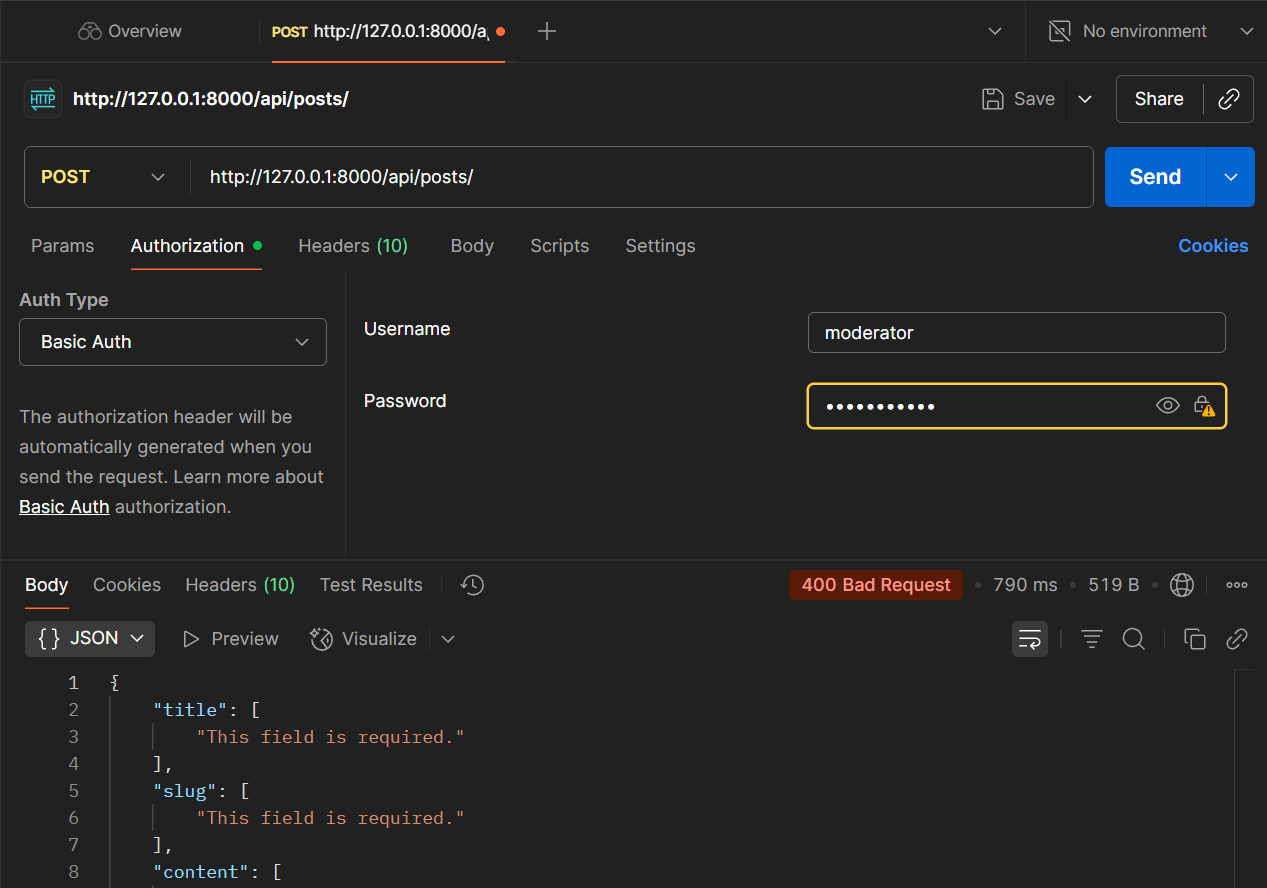 Overview POST http://127.0.0.1:8000/a No environment
HTTP http://127.0.0.1:8000/api/posts/ Save Share
POST http://127.0.0.1:8000/api/posts/ Send
Params Authorization Headers (10) Body Scripts Settings Cookies
Auth Type
Basic Auth
Username moderator
Password •••••••••••
The authorization header will be
automatically generated when you
send the request. Learn more about
Basic Auth authorization.
Body Cookies Headers (10) Test Results 400 Bad Request • 790 ms • 519 B •
{} JSON Preview Visualize
1 {
2 "title": [
3 "This field is required."
4 ],
5 "slug": [
6 "This field is required."
7 ],
8 "content": [